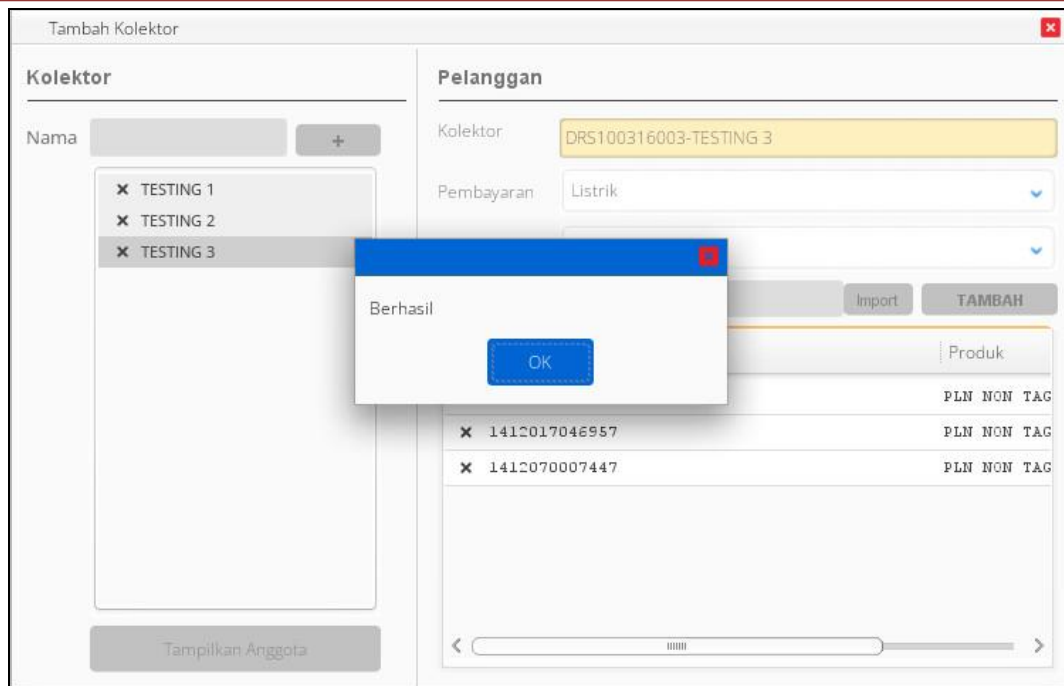 Tambah Kolektor
Kolektor
Nama
+
TESTING 1
TESTING 2
TESTING 3
Tampilkan Anggota
Pelanggan
Kolektor
DRS100316003-TESTING 3
Pembayaran
Listrik
Import
TAMBAH
Produk
PLN NON TAG
1412017046957
PLN NON TAG
1412070007447
PLN NON TAG
Berhasil
OK